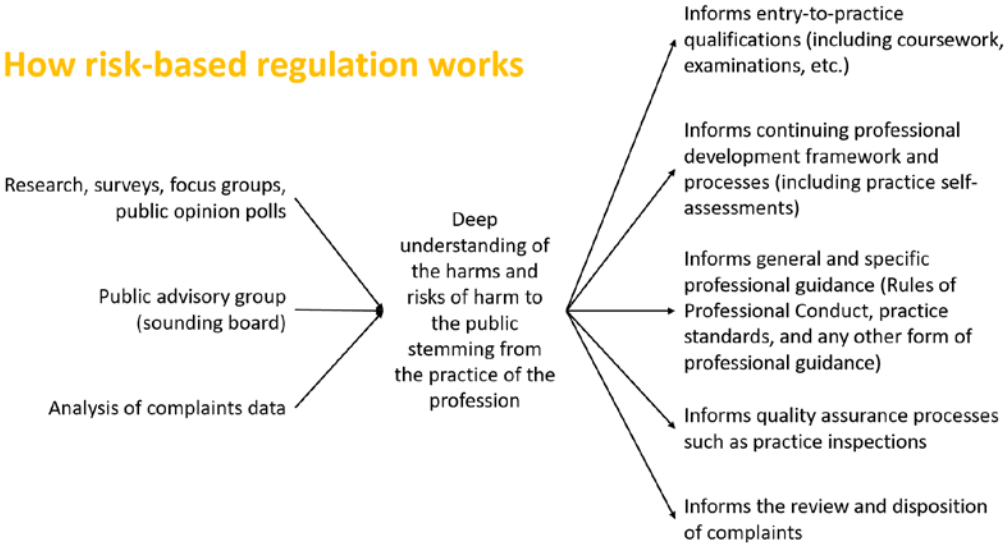 How risk-based regulation works
Research, surveys, focus groups,
public opinion polls
Public advisory group
(sounding board)
Analysis of complaints data
Deep
understanding of
the harms and
risks of harm to
the public
stemming from
the practice of the
profession
Informs entry-to-practice
qualifications (including coursework,
examinations, etc.)
Informs continuing professional
development framework and
processes (including practice self-
assessments)
Informs general and specific
professional guidance (Rules of
Professional Conduct, practice
standards, and any other form of
professional guidance)
Informs quality assurance processes
such as practice inspections
Informs the review and disposition
of complaints